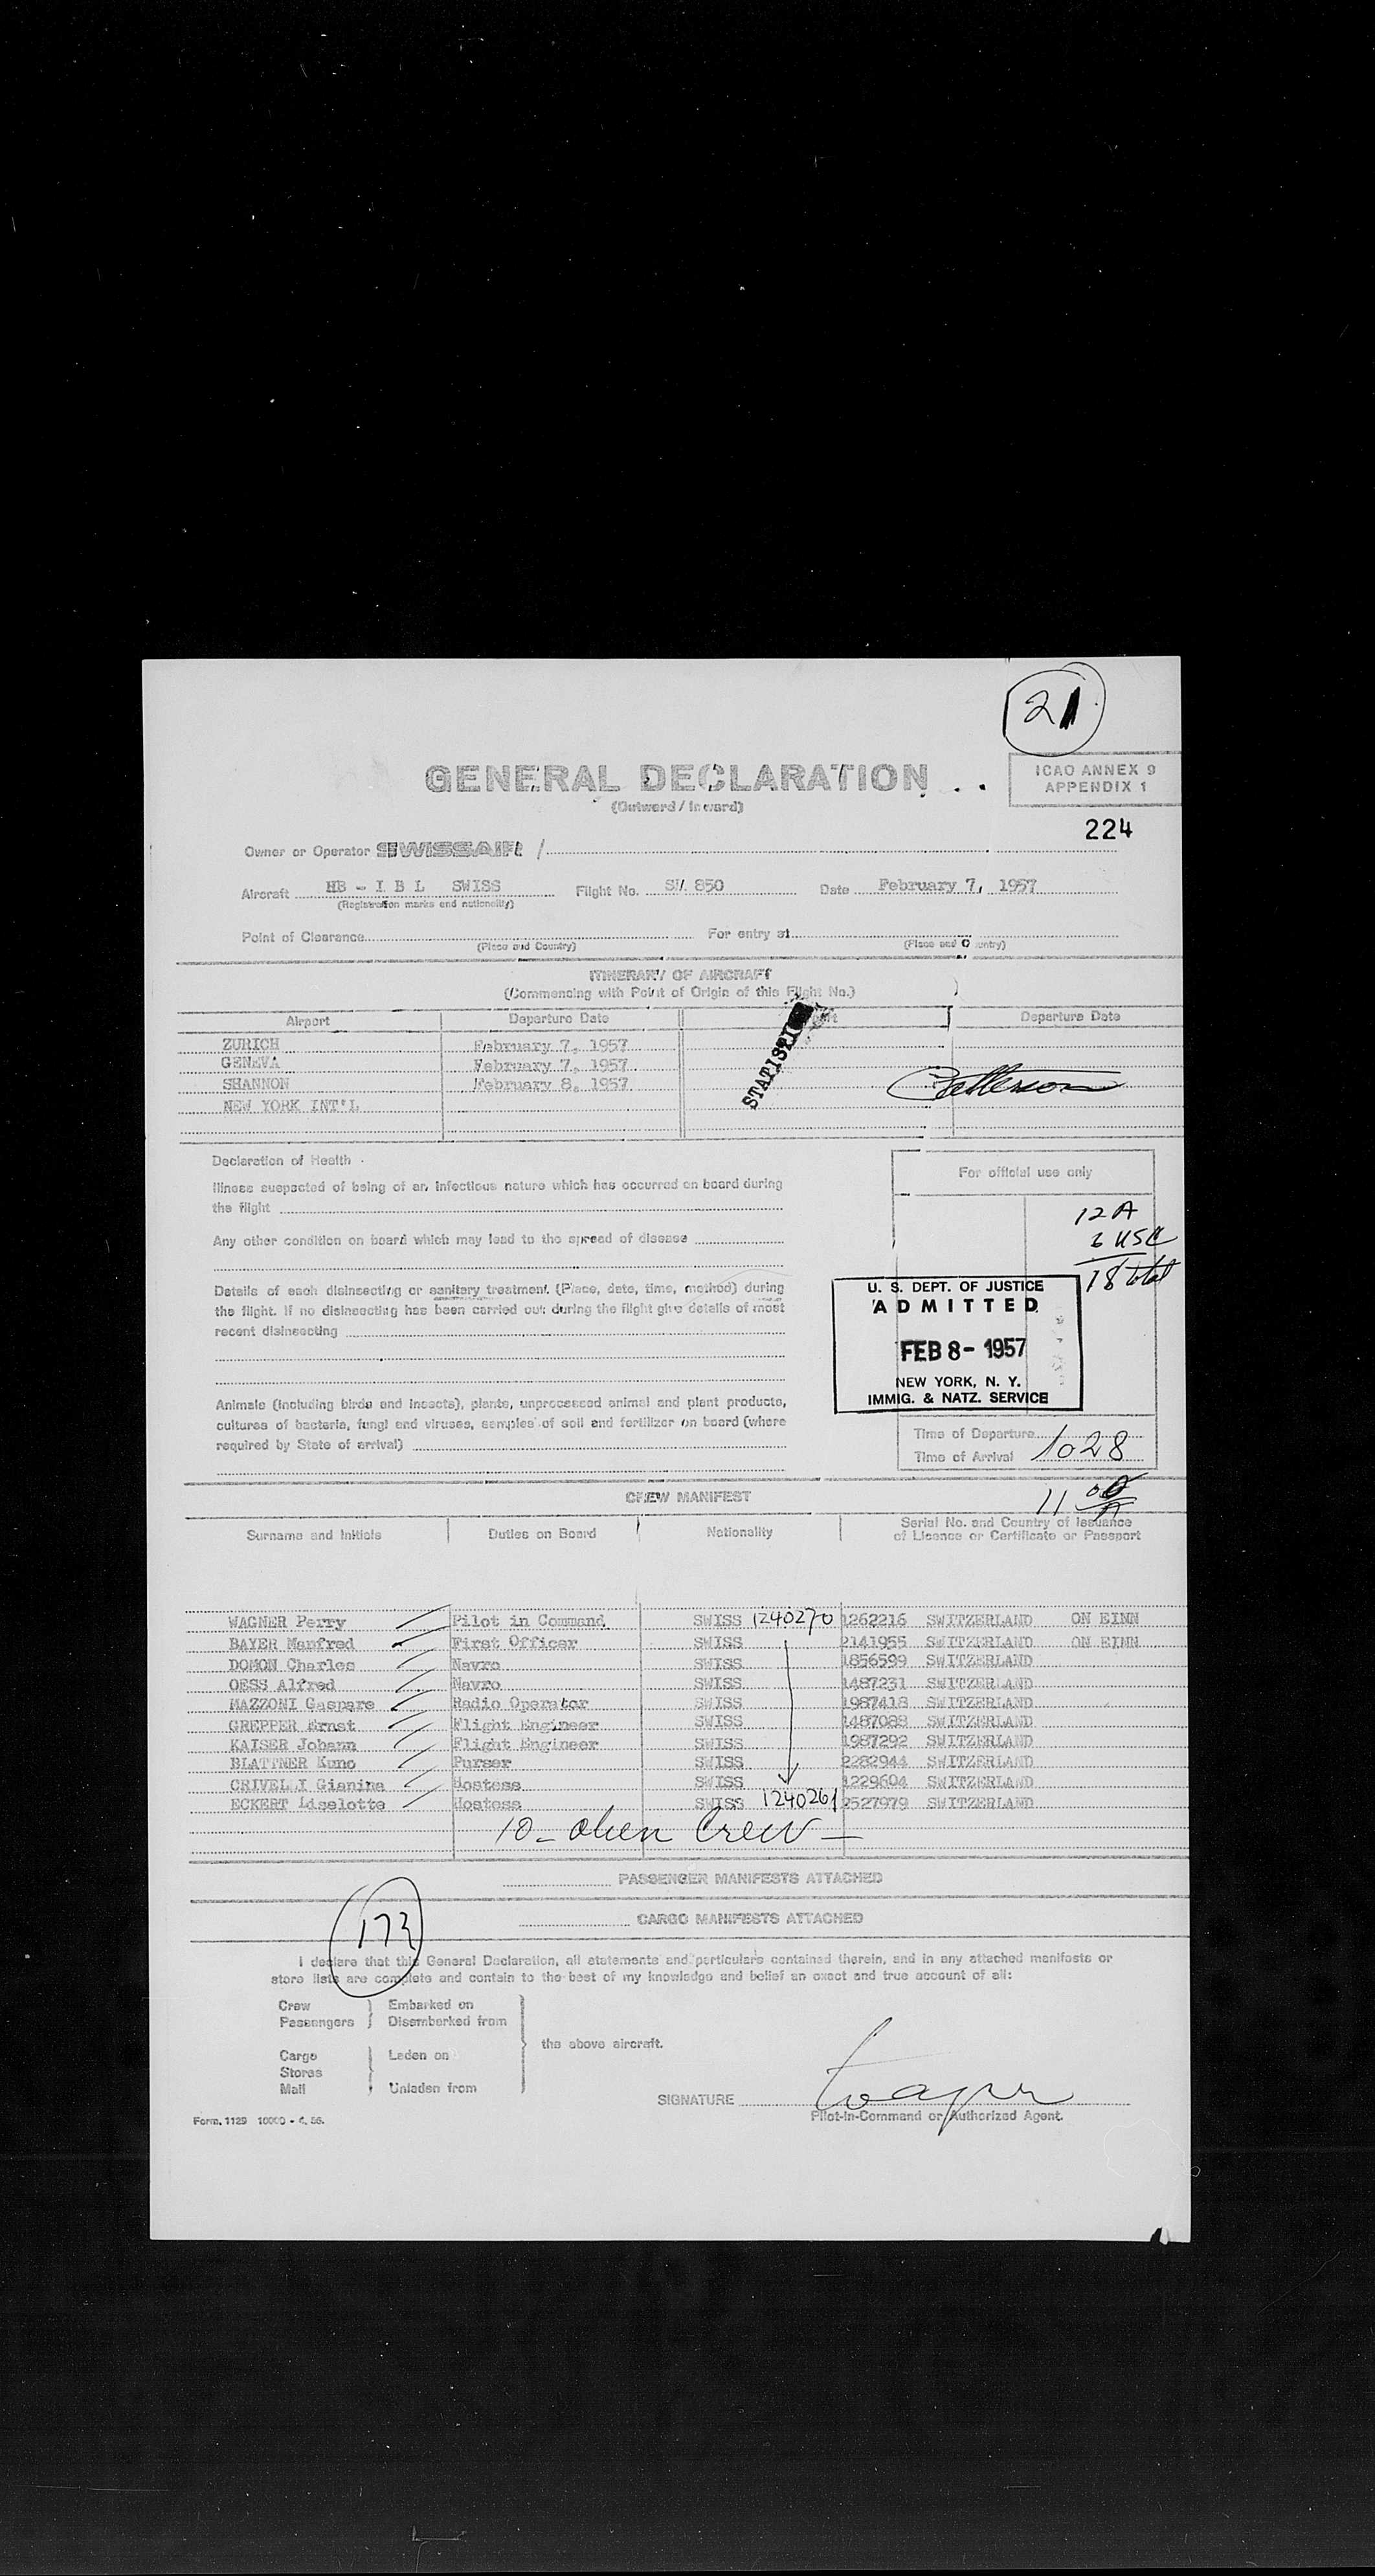 21
GENERAL DECLARATION
(Outward / Inward)
ICAO ANNEX 9
APPENDIX 1
224
Owner or Operator SWISSAIR /
Aircraft HB - I B L SWISS Flight No. SW 850 Date February 7, 1957
(Registration marks and nationality)
Point of Clearance For entry at
(Place and Country) (Place and Country)
ITINERARY OF AIRCRAFT
(Commencing with Point of Origin of this Flight No.)
Airport Departure Date Departure Date
ZURICH February 7, 1957
GENEVA February 7, 1957
SHANNON February 8, 1957
NEW YORK INT'L
Patterson
Declaration of Health
Illness suspected of being of an infectious nature which has occurred on board during
the flight
Any other condition on board which may lead to the spread of disease
Details of each disinsecting or sanitary treatment (Place, date, time, method) during
the flight. If no disinsecting has been carried out during the flight give details of most
recent disinsecting
Animals (including birds and insects), plants, unprocessed animal and plant products,
cultures of bacteria, fungi and viruses, samples of soil and fertilizer on board (where
required by State of arrival)
For official use only
12 A
6 USC
18 total
U. S. DEPT. OF JUSTICE
ADMITTED
FEB 8 - 1957
NEW YORK, N. Y.
IMMIG. & NATZ. SERVICE
Time of Departure
Time of Arrival 1028
11 00
CREW MANIFEST
Surname and Initials Duties on Board Nationality Serial No. and Country of Issuance
of Licence or Certificate or Passport
WAGNER Perry Pilot in Command SWISS 1240270 1262216 SWITZERLAND ON EINN
BAYER Manfred First Officer SWISS 2141955 SWITZERLAND ON EINN
DOMON Charles Navro SWISS 1856599 SWITZERLAND
OESS Alfred Navro SWISS 1487231 SWITZERLAND
MAZZONI Gaspare Radio Operator SWISS 1987418 SWITZERLAND
GREPPER Ernst Flight Engineer SWISS 1487088 SWITZERLAND
KAISER Johann Flight Engineer SWISS 1987292 SWITZERLAND
BLATTNER Kuno Purser SWISS 2282944 SWITZERLAND
CRIVELLI Gianina Hostess SWISS 1229604 SWITZERLAND
ECKERT Liselotte Hostess SWISS 1240261 2527979 SWITZERLAND
10 - alien Crew -
PASSENGER MANIFESTS ATTACHED
CARGO MANIFESTS ATTACHED
173
I declare that this General Declaration, all statements and particulars contained therein, and in any attached manifests or
store lists are complete and contain to the best of my knowledge and belief an exact and true account of all:
Crew Embarked on
Passengers Disembarked from
the above aircraft.
Cargo Laden on
Stores
Mail Unladen from
SIGNATURE Wagner
Pilot-in-Command or Authorized Agent.
Form. 1129 10000 - 4. 56.